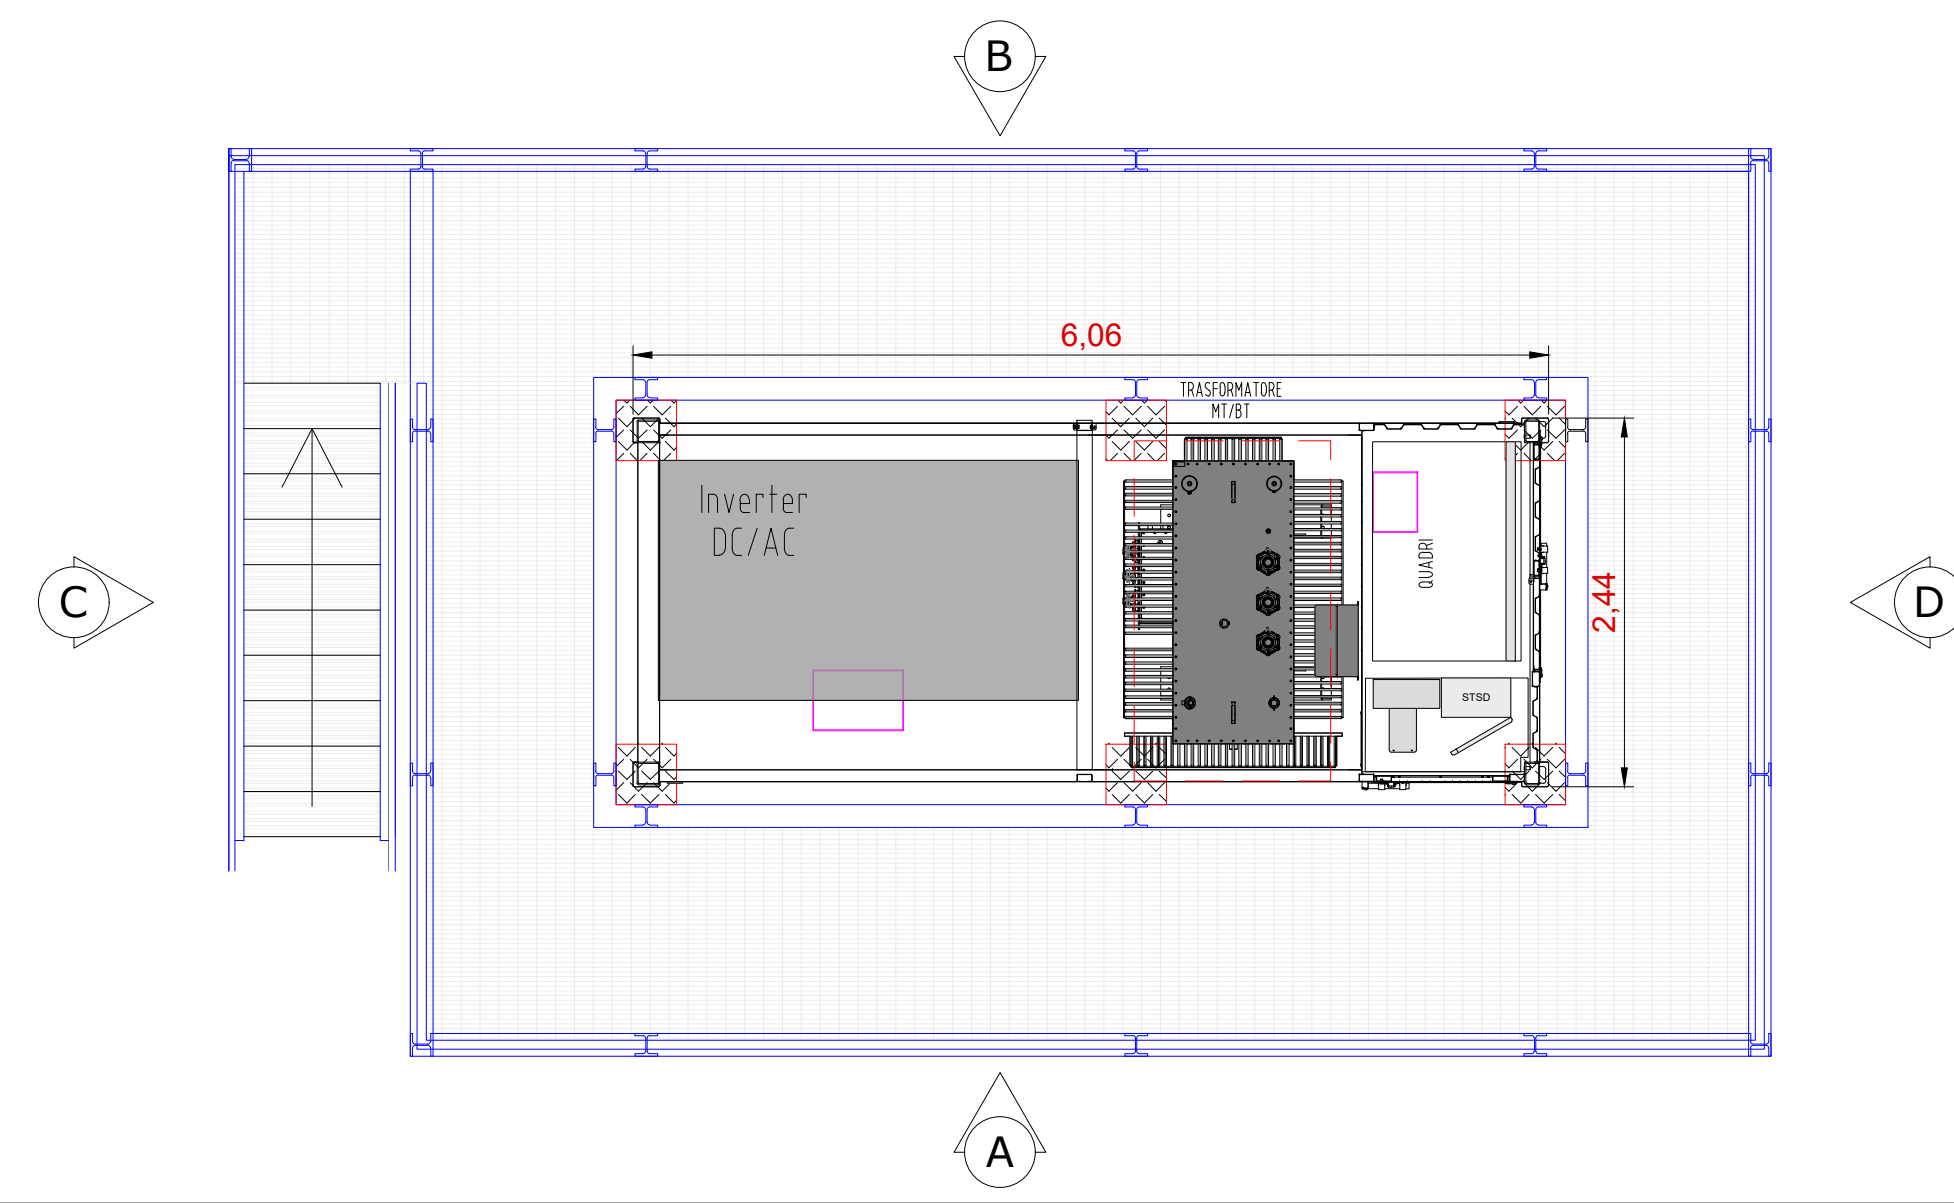 B
6,06
TRASFORMATORE
MT/BT
Inverter
DC/AC
QUADRI
2,44
C
D
STSD
A